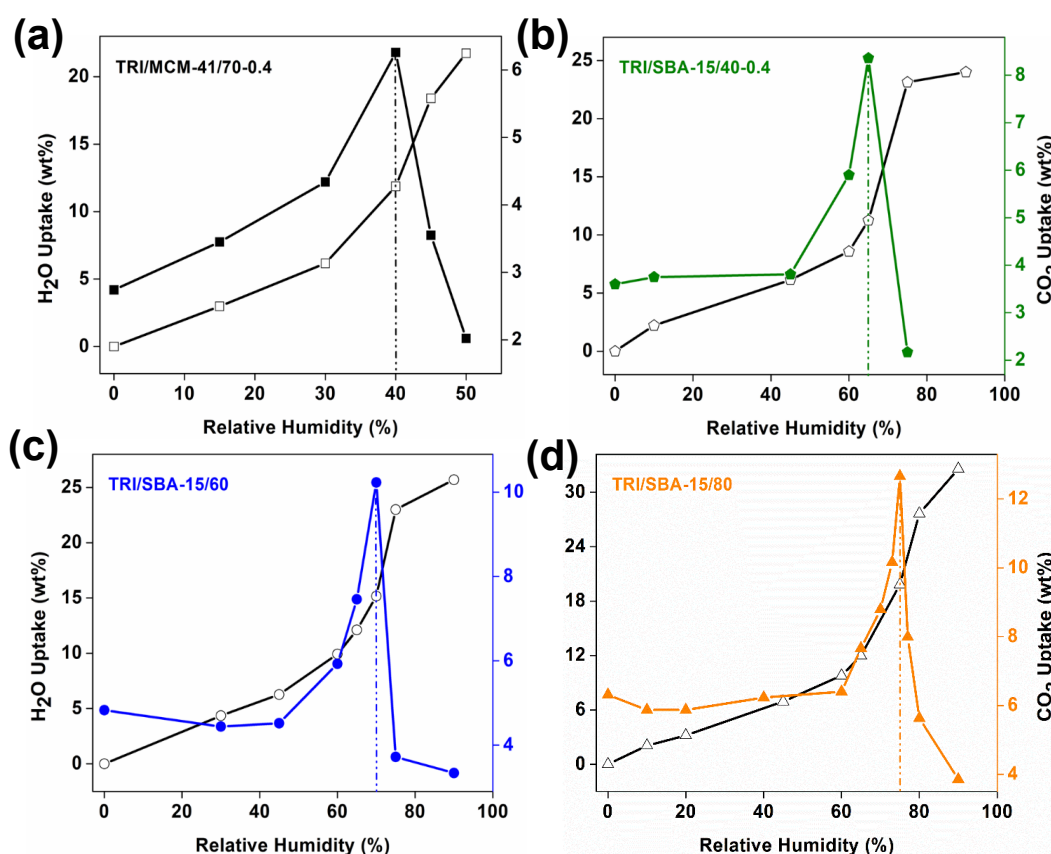 (a)
TRI/MCM-41/70-0.4
H2O Uptake (wt%)
20
15
10
5
0
6
5
4
3
2
0 10 20 30 40 50
Relative Humidity (%)
(b)
TRI/SBA-15/40-0.4
25
20
15
10
5
0
8
7
6
5
4
3
2
CO2 Uptake (wt%)
0 20 40 60 80 100
Relative Humidity (%)
(c)
TRI/SBA-15/60
H2O Uptake (wt%)
25
20
15
10
5
0
10
8
6
4
0 20 40 60 80 100
Relative Humidity (%)
(d)
TRI/SBA-15/80
30
24
18
12
6
0
12
10
8
6
4
CO2 Uptake (wt%)
0 20 40 60 80 100
Relative Humidity (%)